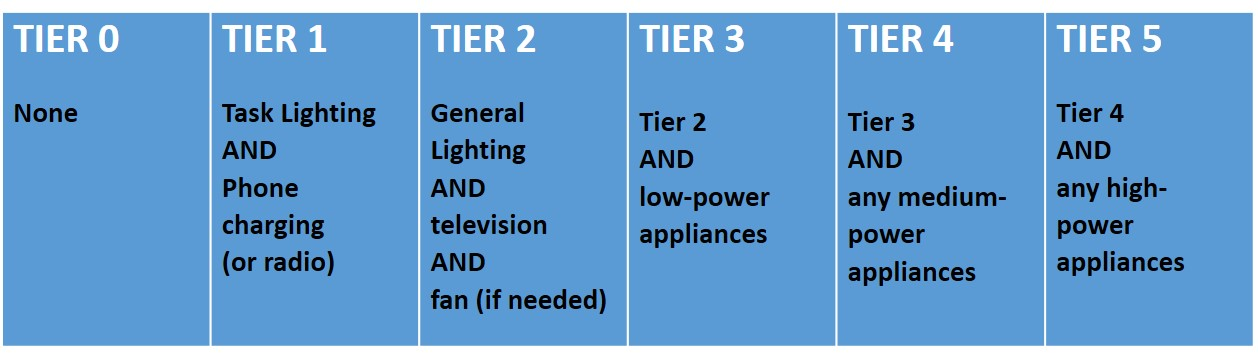 TIER 0
None
TIER 1
Task Lighting
AND
Phone
charging
(or radio)
TIER 2
General
Lighting
AND
television
AND
fan (if needed)
TIER 3
Tier 2
AND
low-power
appliances
TIER 4
Tier 3
AND
any medium-
power
appliances
TIER 5
Tier 4
AND
any high-
power
appliances